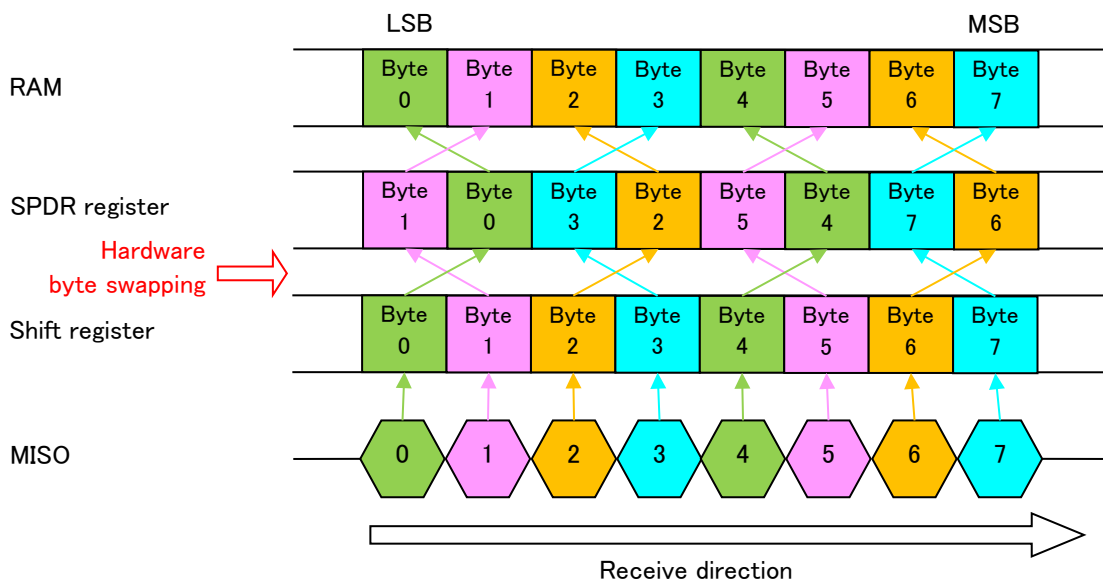 LSB MSB
RAM
Byte Byte Byte Byte Byte Byte Byte Byte
0 1 2 3 4 5 6 7
SPDR register
Byte Byte Byte Byte Byte Byte Byte Byte
1 0 3 2 5 4 7 6
Hardware
byte swapping
Shift register
Byte Byte Byte Byte Byte Byte Byte Byte
0 1 2 3 4 5 6 7
MISO
0 1 2 3 4 5 6 7
Receive direction